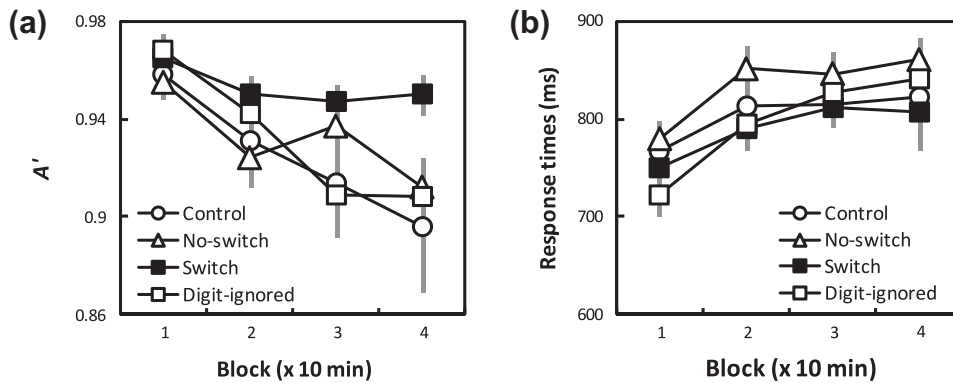 (a)
A'
0.98
0.94
0.9
0.86
Control
No-switch
Switch
Digit-ignored
1 2 3 4
Block (x 10 min)
(b)
Response times (ms)
900
800
700
600
Control
No-switch
Switch
Digit-ignored
1 2 3 4
Block (x 10 min)